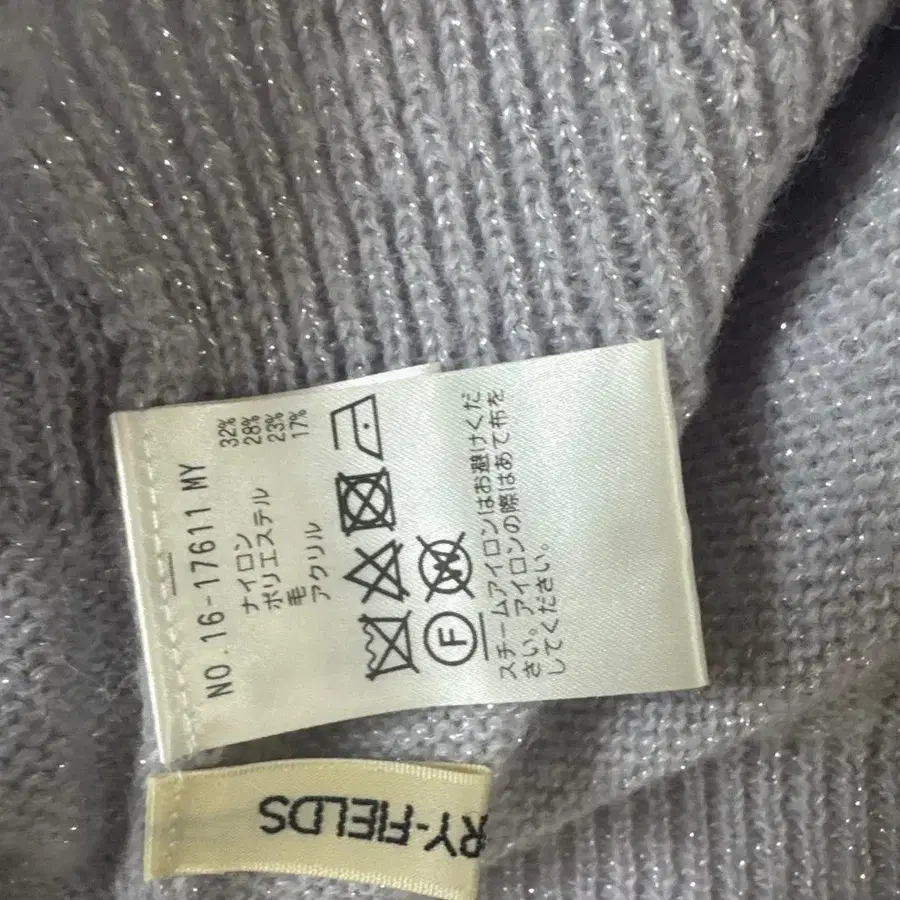 NO.16-17611 MY
ナイロン 32%
ポリエステル 28%
毛 23%
アクリル 17%
F W
スチームアイロンはお避けくだ
さい。アイロンの際はあて布を
してください。
RY-FIELDS